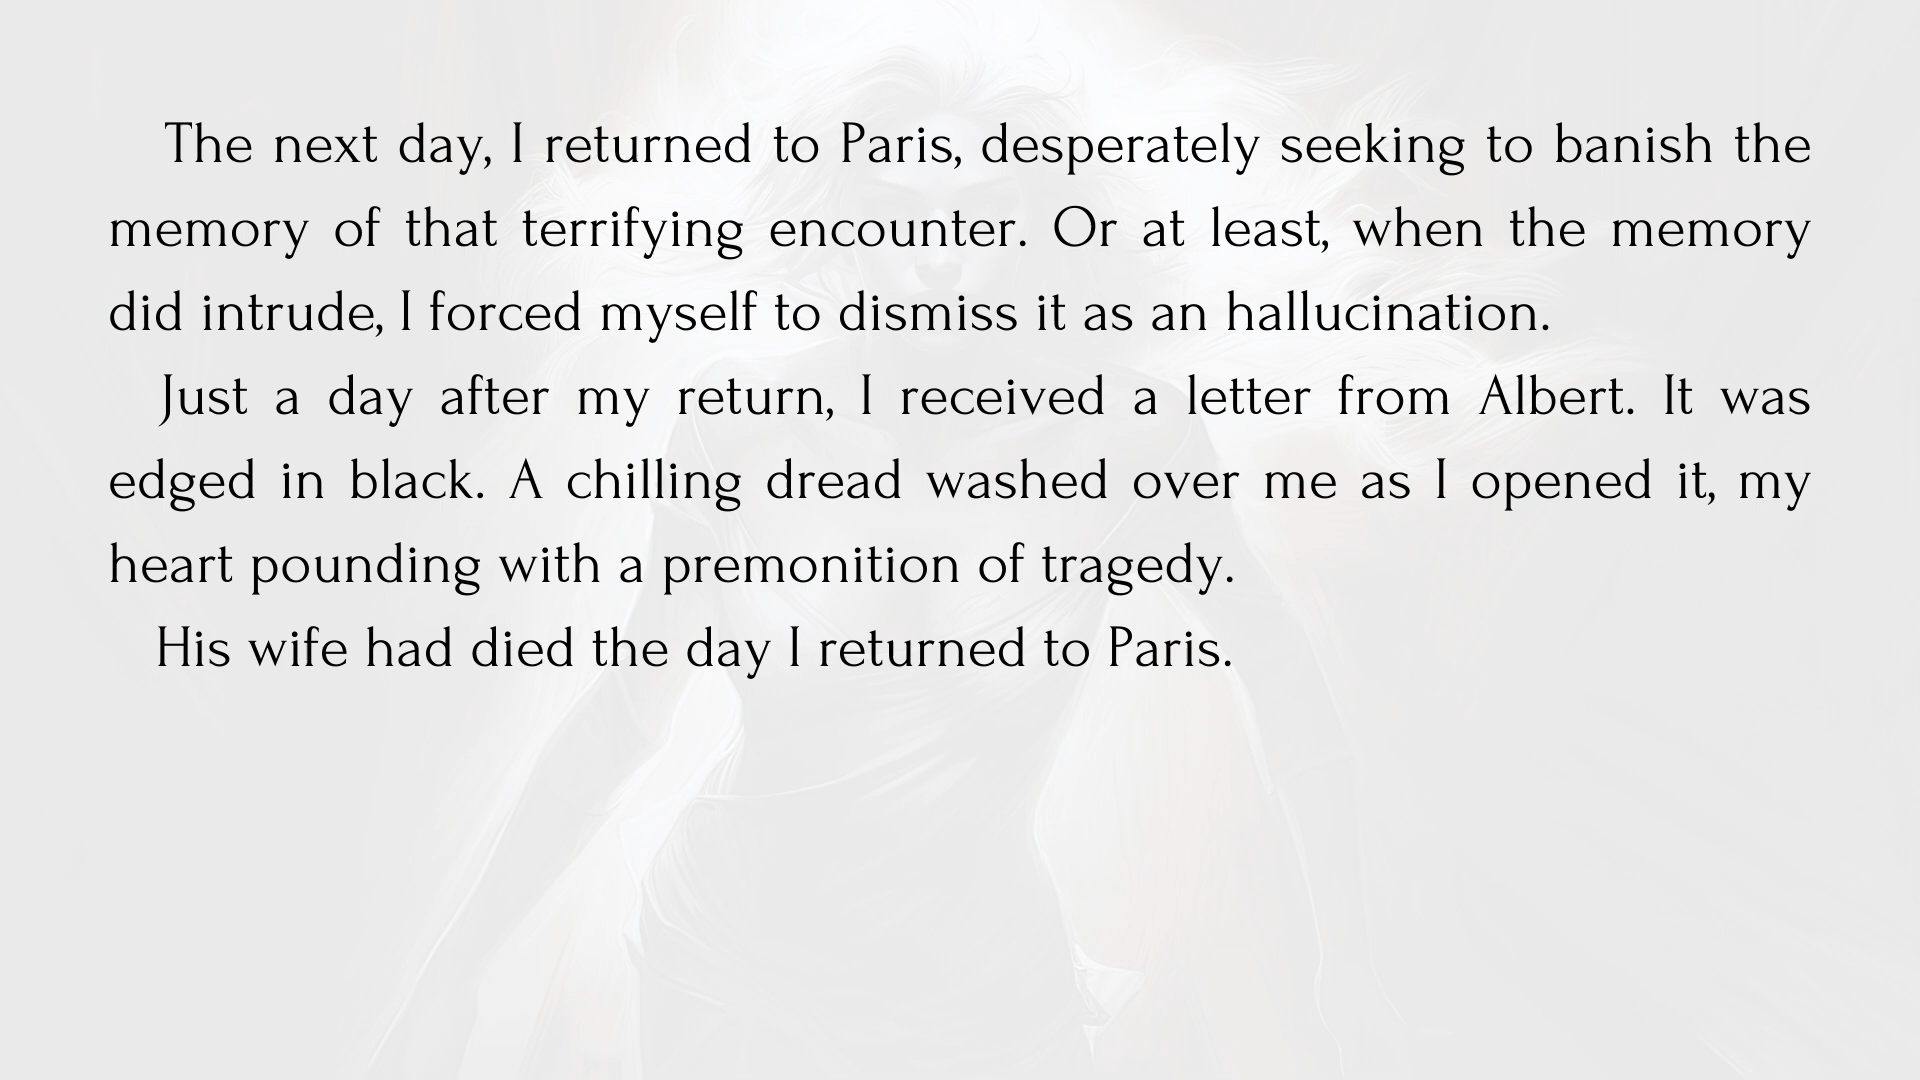 The next day, I returned to Paris, desperately seeking to banish the
memory of that terrifying encounter. Or at least, when the memory
did intrude, I forced myself to dismiss it as an hallucination.
Just a day after my return, I received a letter from Albert. It was
edged in black. A chilling dread washed over me as I opened it, my
heart pounding with a premonition of tragedy.
His wife had died the day I returned to Paris.